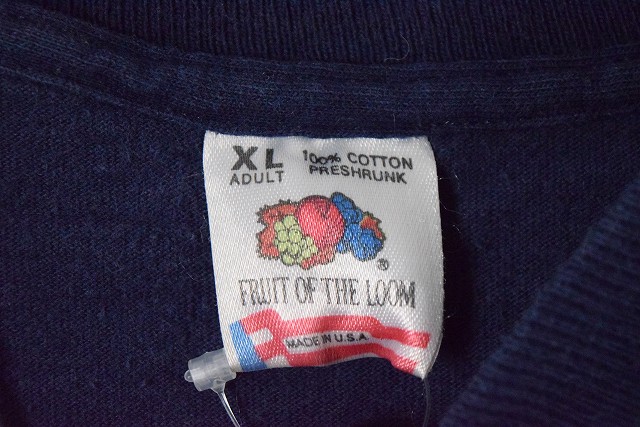 XL
ADULT
100% COTTON
PRESHRUNK
®
FRUIT OF THE LOOM
MADE IN U.S.A.